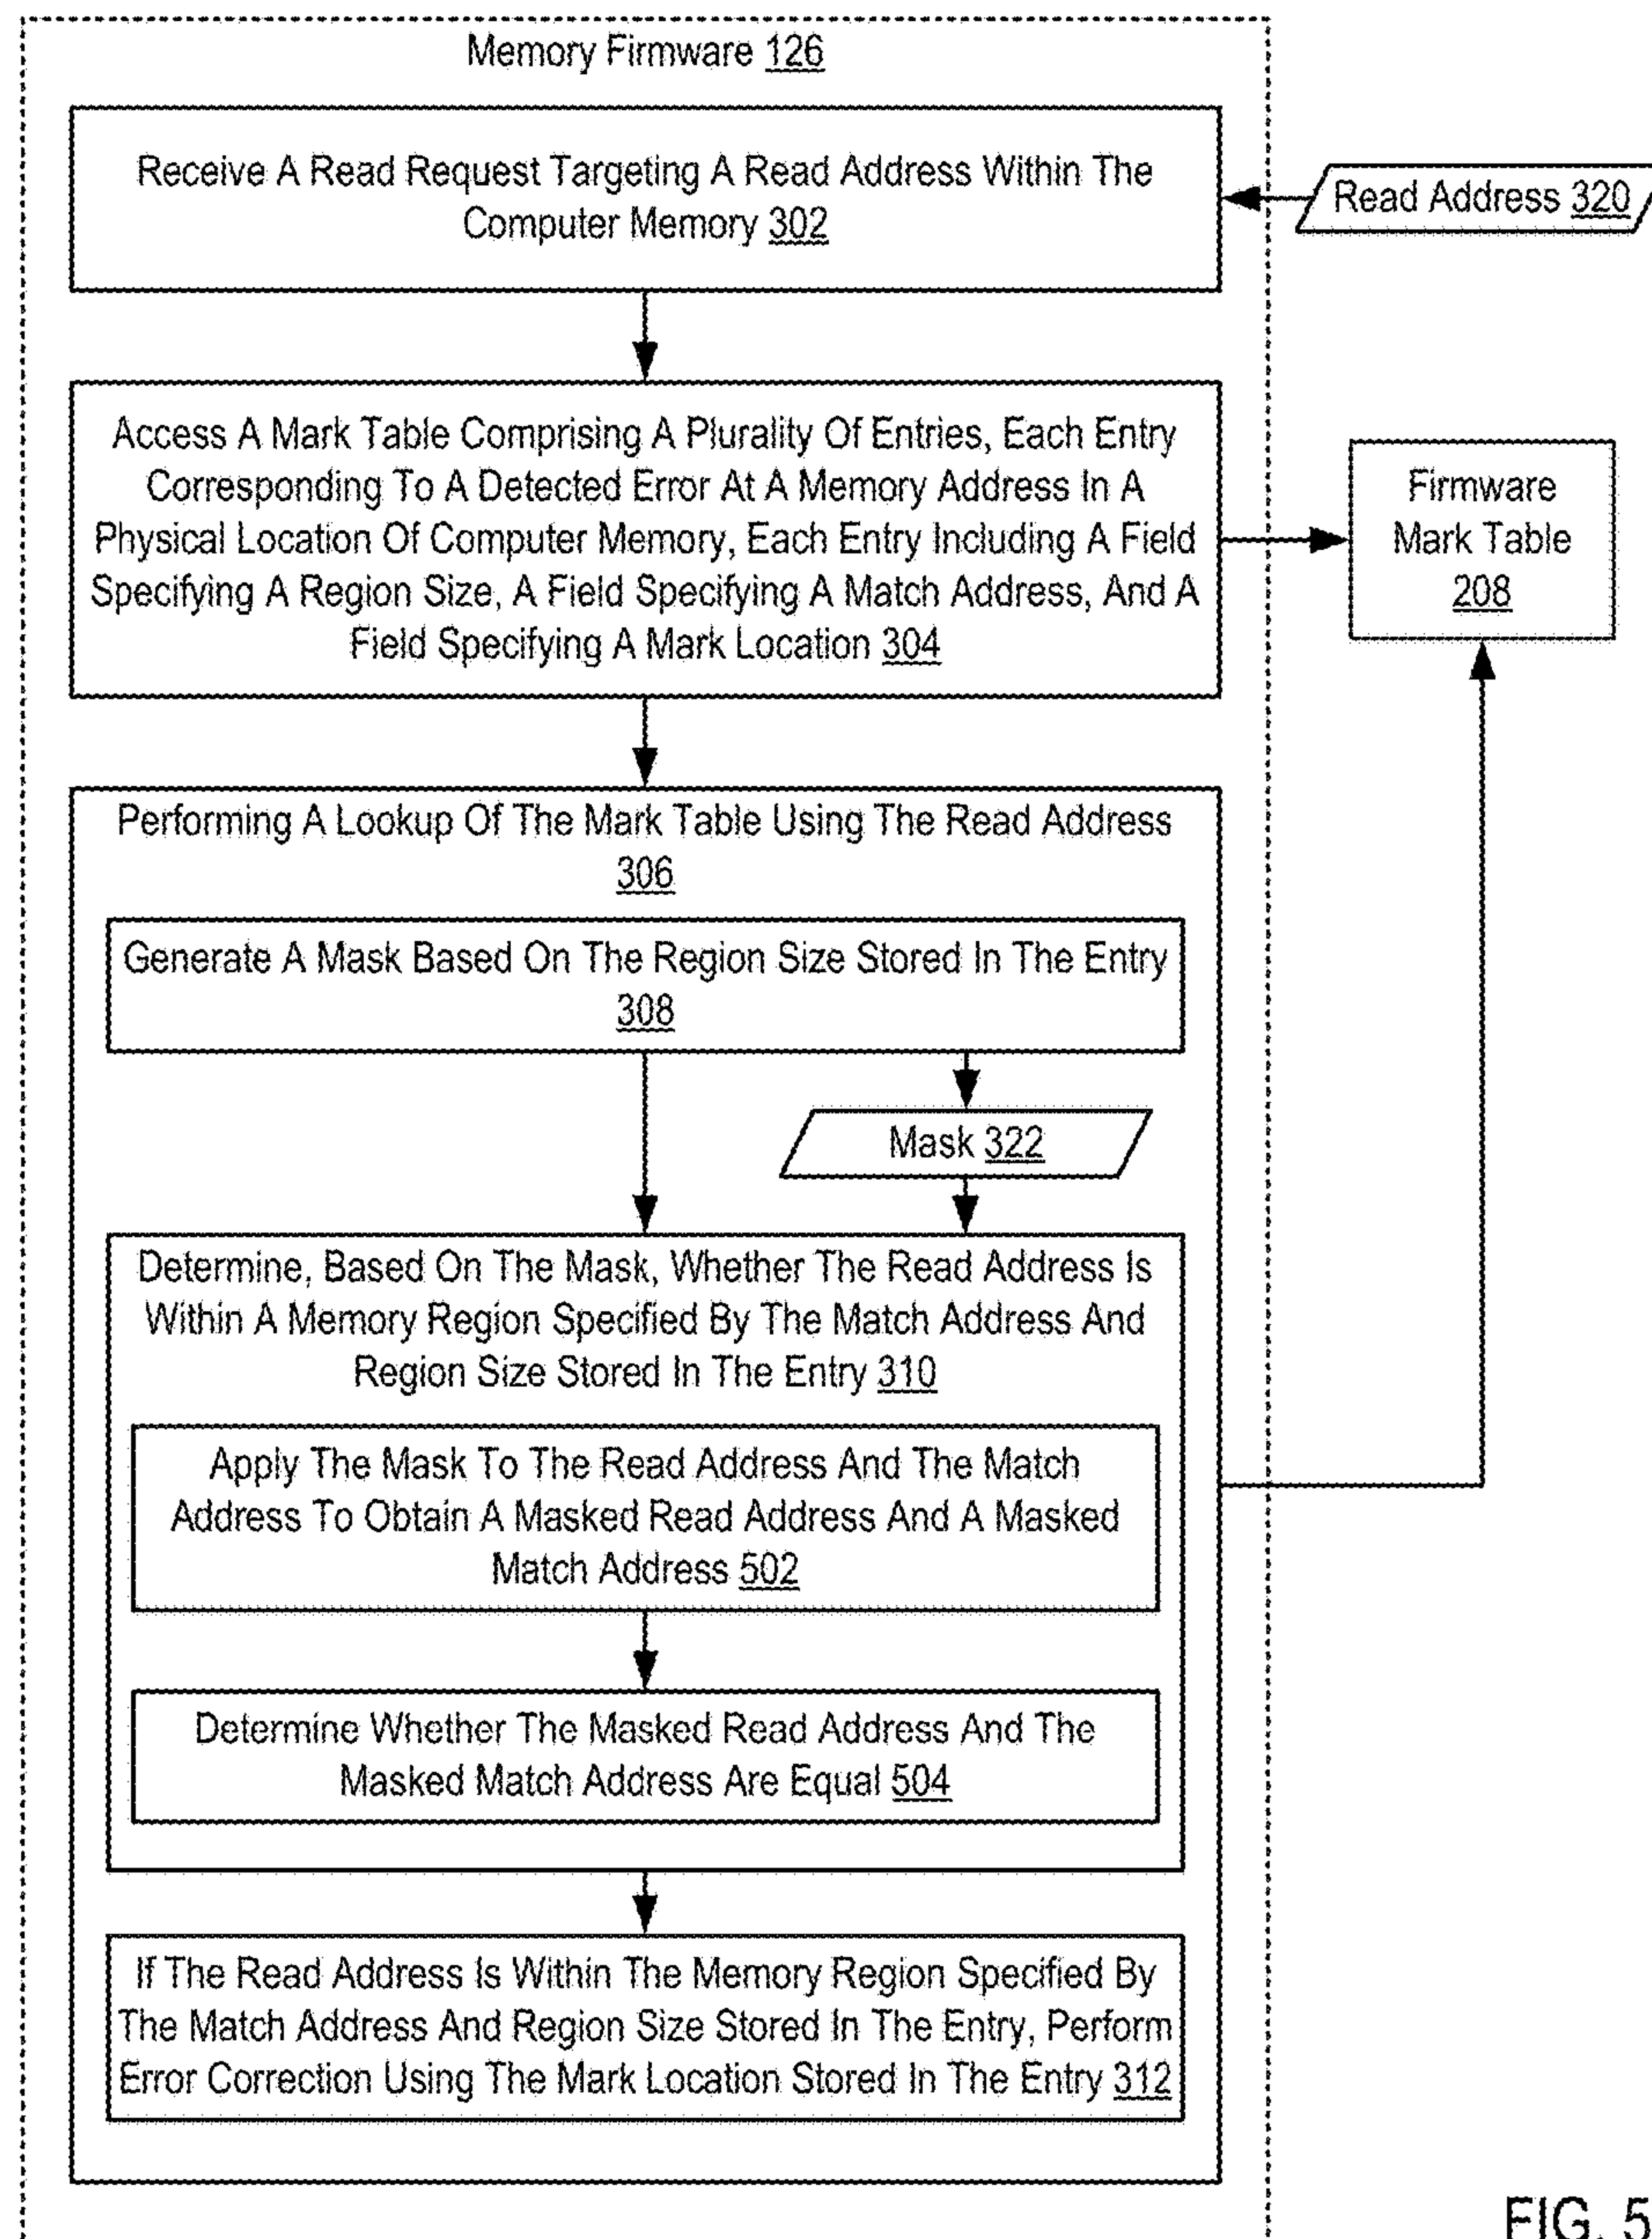 Memory Firmware 126
Receive A Read Request Targeting A Read Address Within The
Computer Memory 302
Read Address 320
Access A Mark Table Comprising A Plurality Of Entries, Each Entry
Corresponding To A Detected Error At A Memory Address In A
Physical Location Of Computer Memory, Each Entry Including A Field
Specifying A Region Size, A Field Specifying A Match Address, And A
Field Specifying A Mark Location 304
Firmware
Mark Table
208
Performing A Lookup Of The Mark Table Using The Read Address
306
Generate A Mask Based On The Region Size Stored In The Entry
308
Mask 322
Determine, Based On The Mask, Whether The Read Address Is
Within A Memory Region Specified By The Match Address And
Region Size Stored In The Entry 310
Apply The Mask To The Read Address And The Match
Address To Obtain A Masked Read Address And A Masked
Match Address 502
Determine Whether The Masked Read Address And The
Masked Match Address Are Equal 504
If The Read Address Is Within The Memory Region Specified By
The Match Address And Region Size Stored In The Entry, Perform
Error Correction Using The Mark Location Stored In The Entry 312
FIG. 5